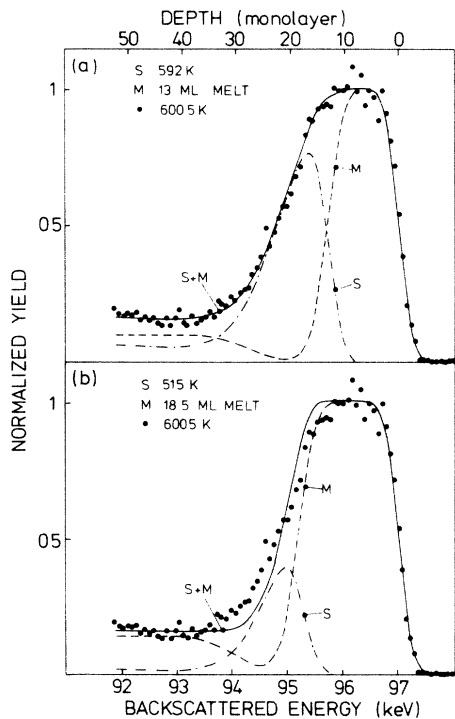 DEPTH (monolayer)
50 40 30 20 10 0
(a)
S 592 K
M 13 ML MELT
• 600 5 K
1
0 5
M
S
S+M
(b)
S 515 K
M 18 5 ML MELT
• 600 5 K
1
0 5
M
S
S+M
NORMALIZED YIELD
92 93 94 95 96 97
BACKSCATTERED ENERGY (keV)